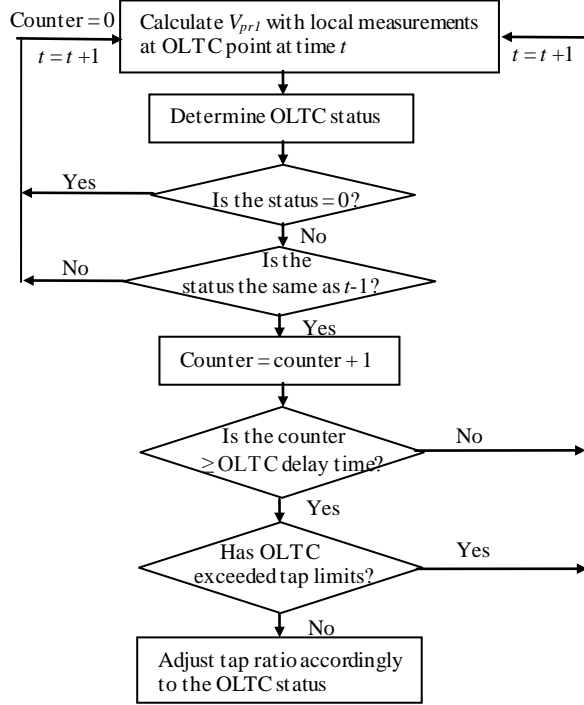 Counter = 0
t = t +1
Calculate Vpr1 with local measurements
at OLTC point at time t
t = t +1
Determine OLTC status
Yes
Is the status = 0?
No
No
Is the
status the same as t-1?
Yes
Counter = counter + 1
Is the counter
≥ OLTC delay time?
No
Yes
Has OLTC
exceeded tap limits?
Yes
No
Adjust tap ratio accordingly
to the OLTC status